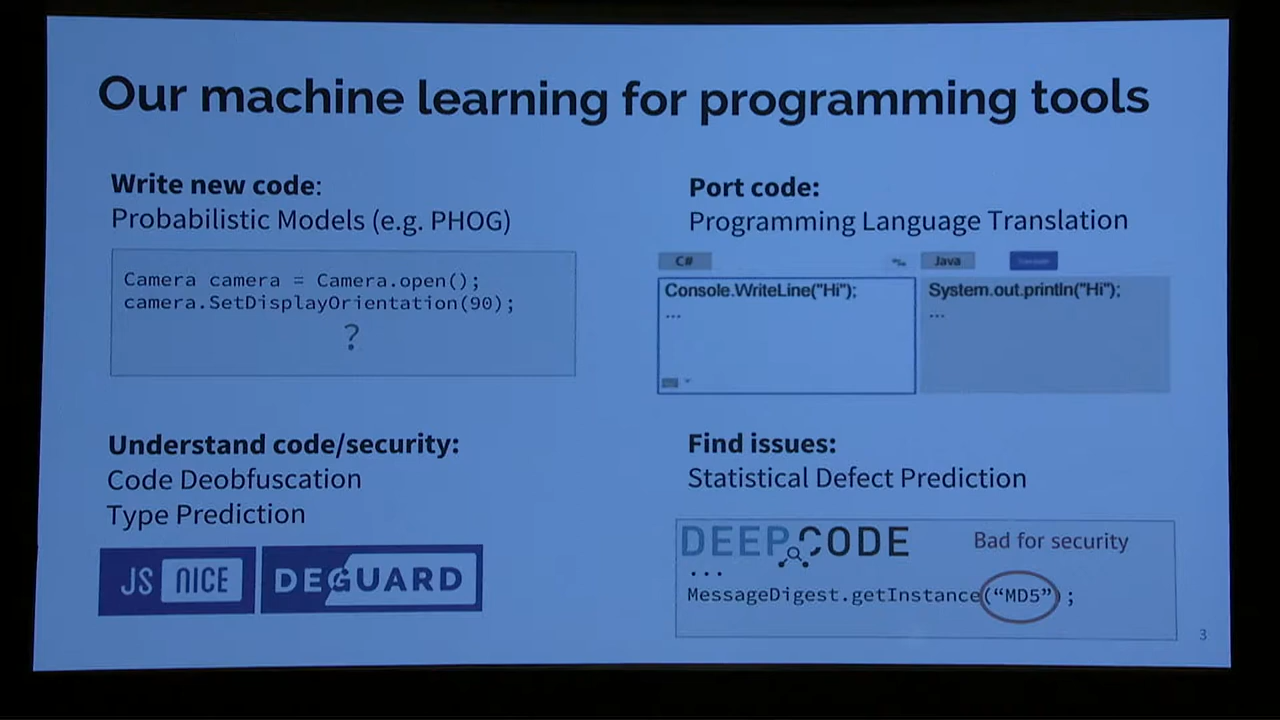 Our machine learning for programming tools
Write new code:
Probabilistic Models (e.g. PHOG)
Camera camera = Camera.open();
camera.SetDisplayOrientation(90);
?
Port code:
Programming Language Translation
C#
Java
Console.WriteLine("Hi");
...
System.out.println("Hi");
...
Understand code/security:
Code Deobfuscation
Type Prediction
JS NICE
DEGUARD
Find issues:
Statistical Defect Prediction
DEEPCODE
Bad for security
...
MessageDigest.getInstance(“MD5”);
3